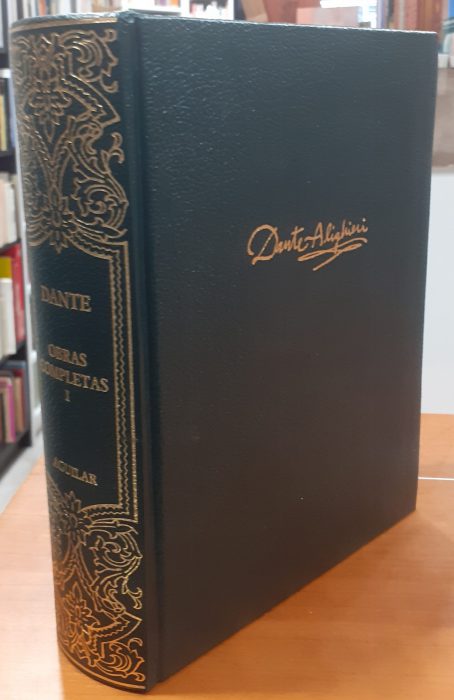 DANTE
OBRAS
COMPLETAS
I
AGUILAR
Dante Alighieri